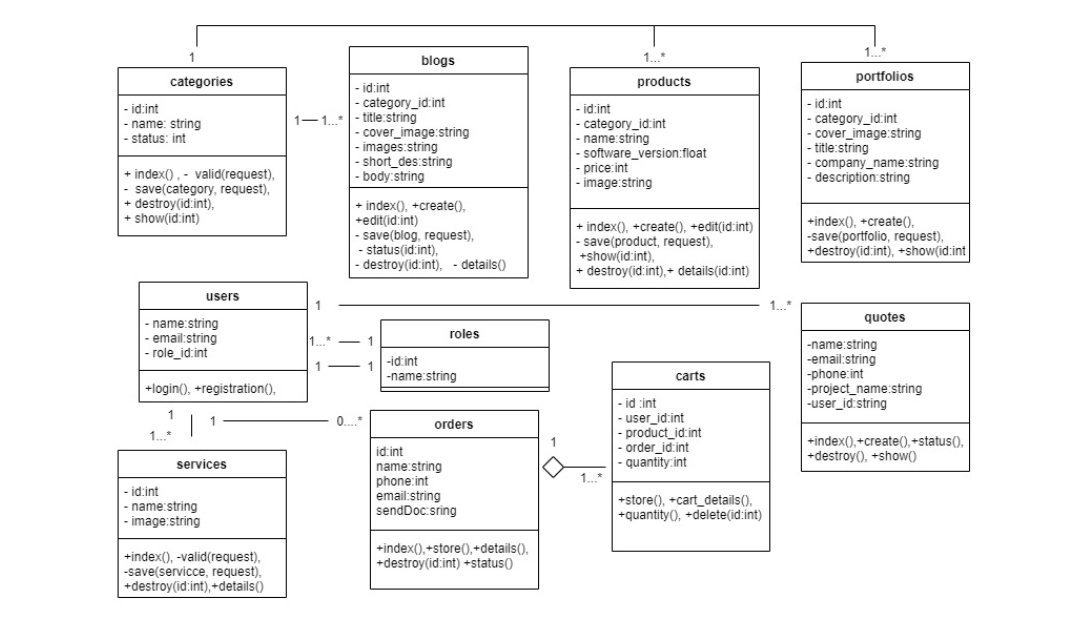 1
1...*
1...*
categories
- id:int
- name: string
- status: int
+ index() , -  valid(request),
-  save(category, request),
+ destroy(id:int),
+ show(id:int)
1
1...*
blogs
- id:int
- category_id:int
- title:string
- cover_image:string
- images:string
- short_des:string
- body:string
+ index(), +create(),
+edit(id:int)
- save(blog, request),
- status(id:int),
- destroy(id:int),   - details()
products
- id:int
- category_id:int
- name:string
- software_version:float
- price:int
- image:string
+ index(), +create(), +edit(id:int)
- save(product, request),
+show(id:int),
+ destroy(id:int),+ details(id:int)
portfolios
- id:int
- category_id:int
- cover_image:string
- title:string
- company_name:string
- description:string
+index(), +create(),
-save(portfolio, request),
+destroy(id:int), +show(id:int
users
- name:string
- email:string
- role_id:int
+login(), +registration(),
1
1...*
1...*
1
1
1
roles
-id:int
-name:string
quotes
-name:string
-email:string
-phone:int
-project_name:string
-user_id:string
+index(),+create(),+status(),
+destroy(), +show()
1
1...*
1
0....*
services
- id:int
- name:string
- image:string
+index(), -valid(request),
-save(servicce, request),
+destroy(id:int),+details()
orders
id:int
name:string
phone:int
email:string
sendDoc:sring
+index(),+store(),+details(),
+destroy(id:int) +status()
1
1...*
carts
- id :int
- user_id:int
- product_id:int
- order_id:int
- quantity:int
+store(), +cart_details(),
+quantity(), +delete(id:int)